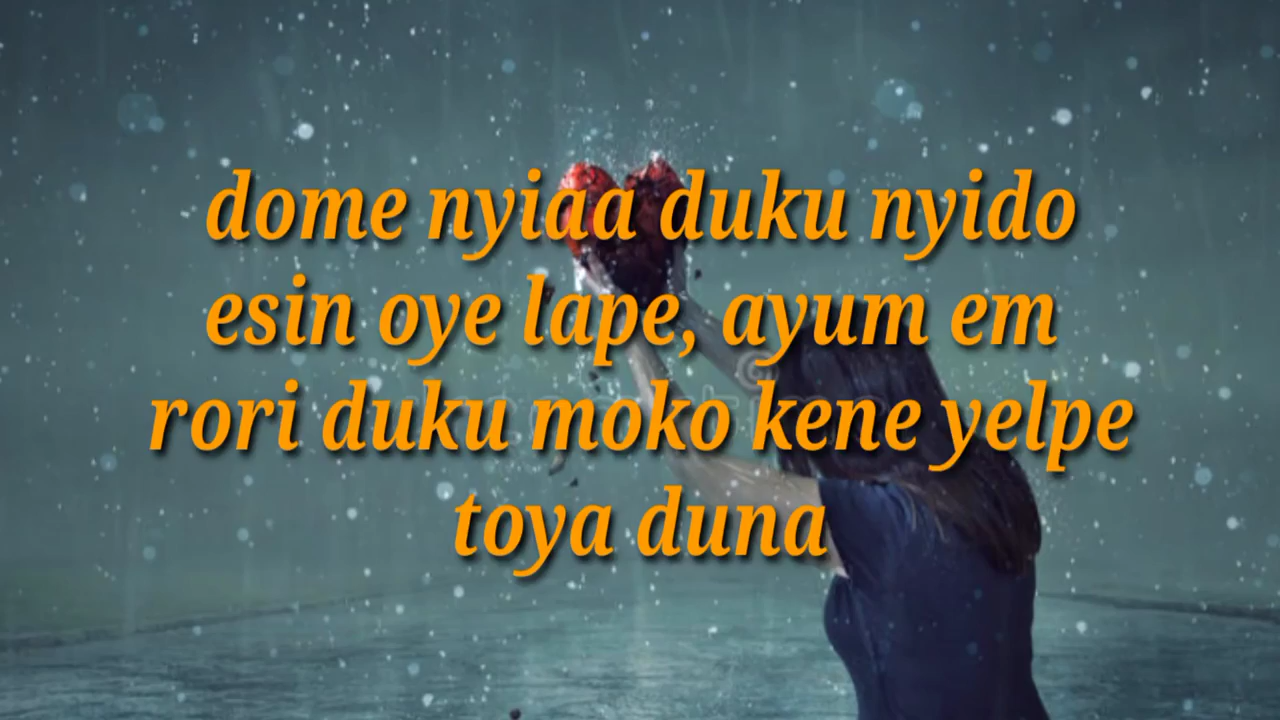 dome nyiaa duku nyido
esin oye lape, ayum em
rori duku moko kene yelpe
toya duna